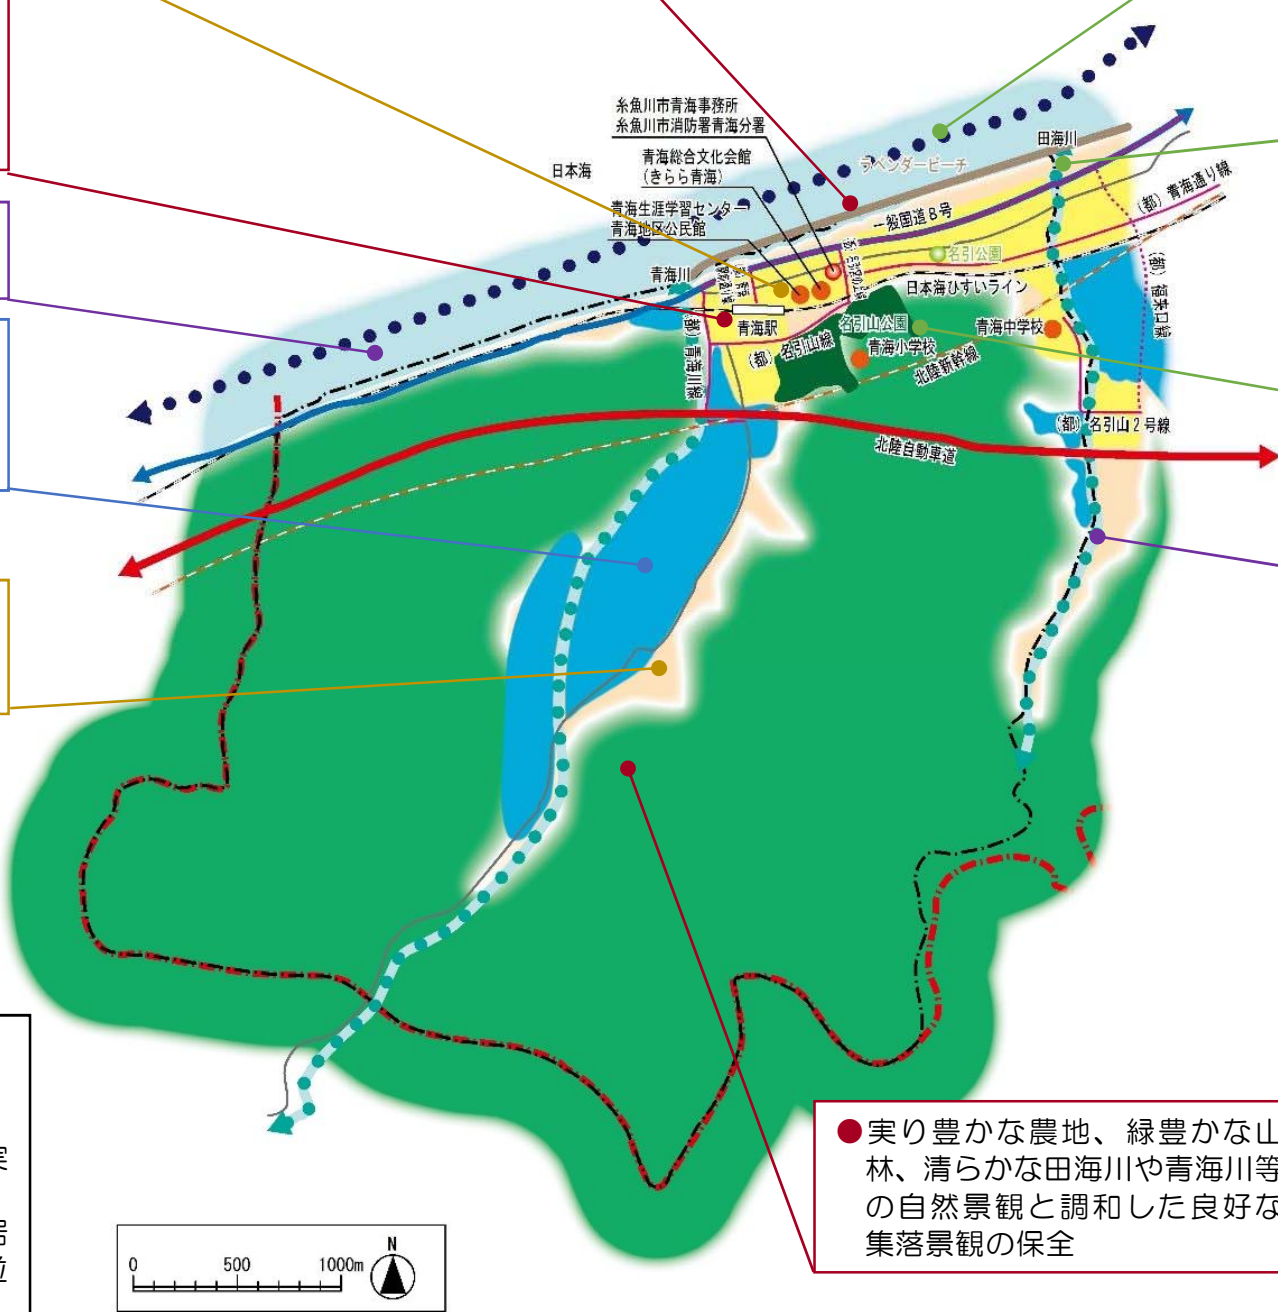 糸魚川市青海事務所
糸魚川市消防署青海分署
田海川
日本海
青海総合文化会館
(きらら青海)
ラベンダービーチ
青海生涯学習センター
青海地区公民館
一般国道8号
(都) 青海通り線
名引公園
青海川
日本海ひすいライン
青海駅
名引山公園
青海中学校
(都) 名引山線
青海小学校
(都) 青海川線
北陸新幹線
(都) 名引山2号線
北陸自動車道
●実り豊かな農地、緑豊かな山
林、清らかな田海川や青海川等
の自然景観と調和した良好な
集落景観の保全
実
居
並
0 500 1000m
N